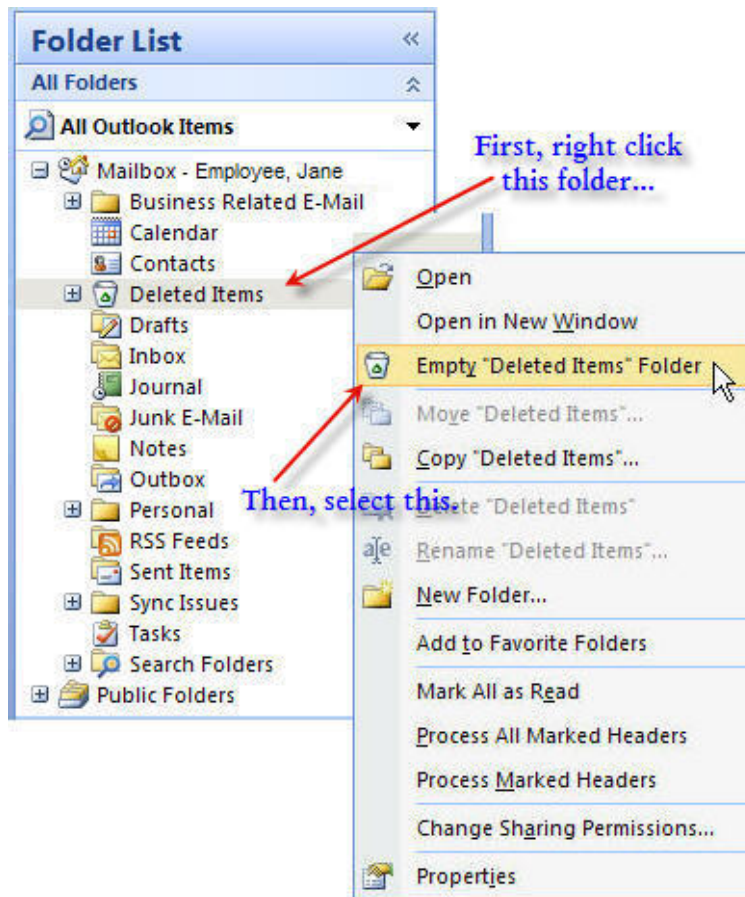 Folder List
All Folders
All Outlook Items
First, right click
this folder...
Mailbox - Employee, Jane
Business Related E-Mail
Calendar
Contacts
Deleted Items
Drafts
Inbox
Journal
Junk E-Mail
Notes
Outbox
Personal
RSS Feeds
Sent Items
Sync Issues
Tasks
Search Folders
Public Folders
Then, select this.
Open
Open in New Window
Empty "Deleted Items" Folder
Move "Deleted Items"...
Copy "Deleted Items"...
Delete "Deleted Items"
Rename "Deleted Items"...
New Folder...
Add to Favorite Folders
Mark All as Read
Process All Marked Headers
Process Marked Headers
Change Sharing Permissions...
Properties